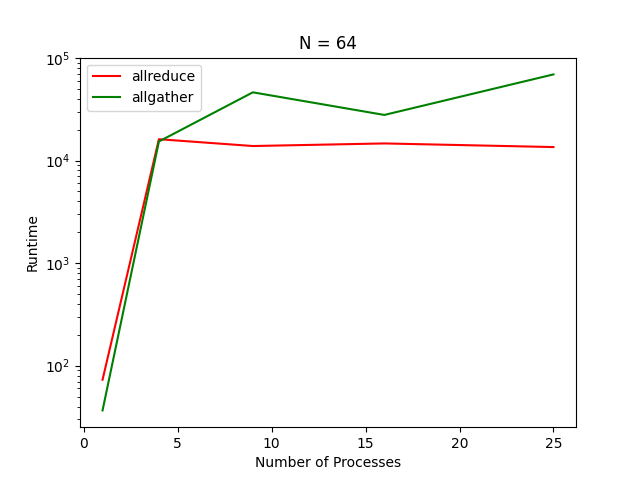 N = 64
allreduce
allgather
Runtime
10^5
10^4
10^3
10^2
0 5 10 15 20 25
Number of Processes